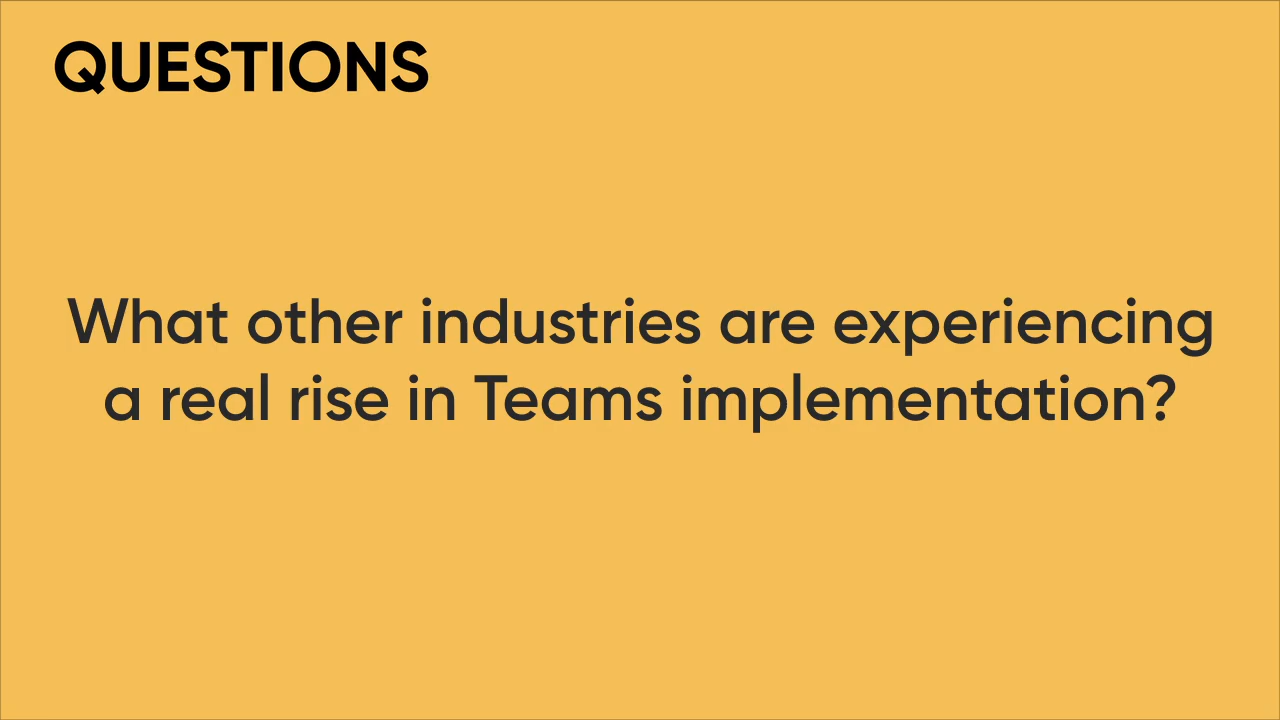 QUESTIONS
What other industries are experiencing
a real rise in Teams implementation?